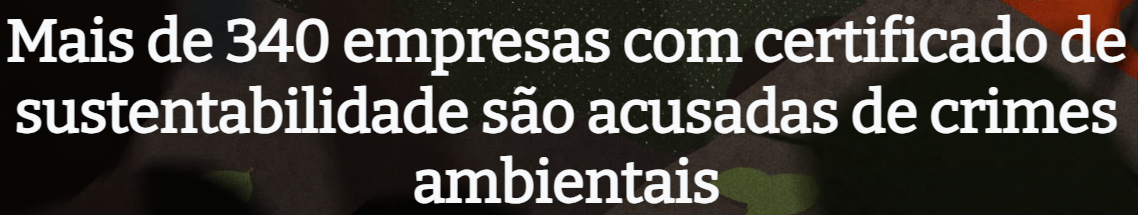 Mais de 340 empresas com certificado de
sustentabilidade são acusadas de crimes
ambientais